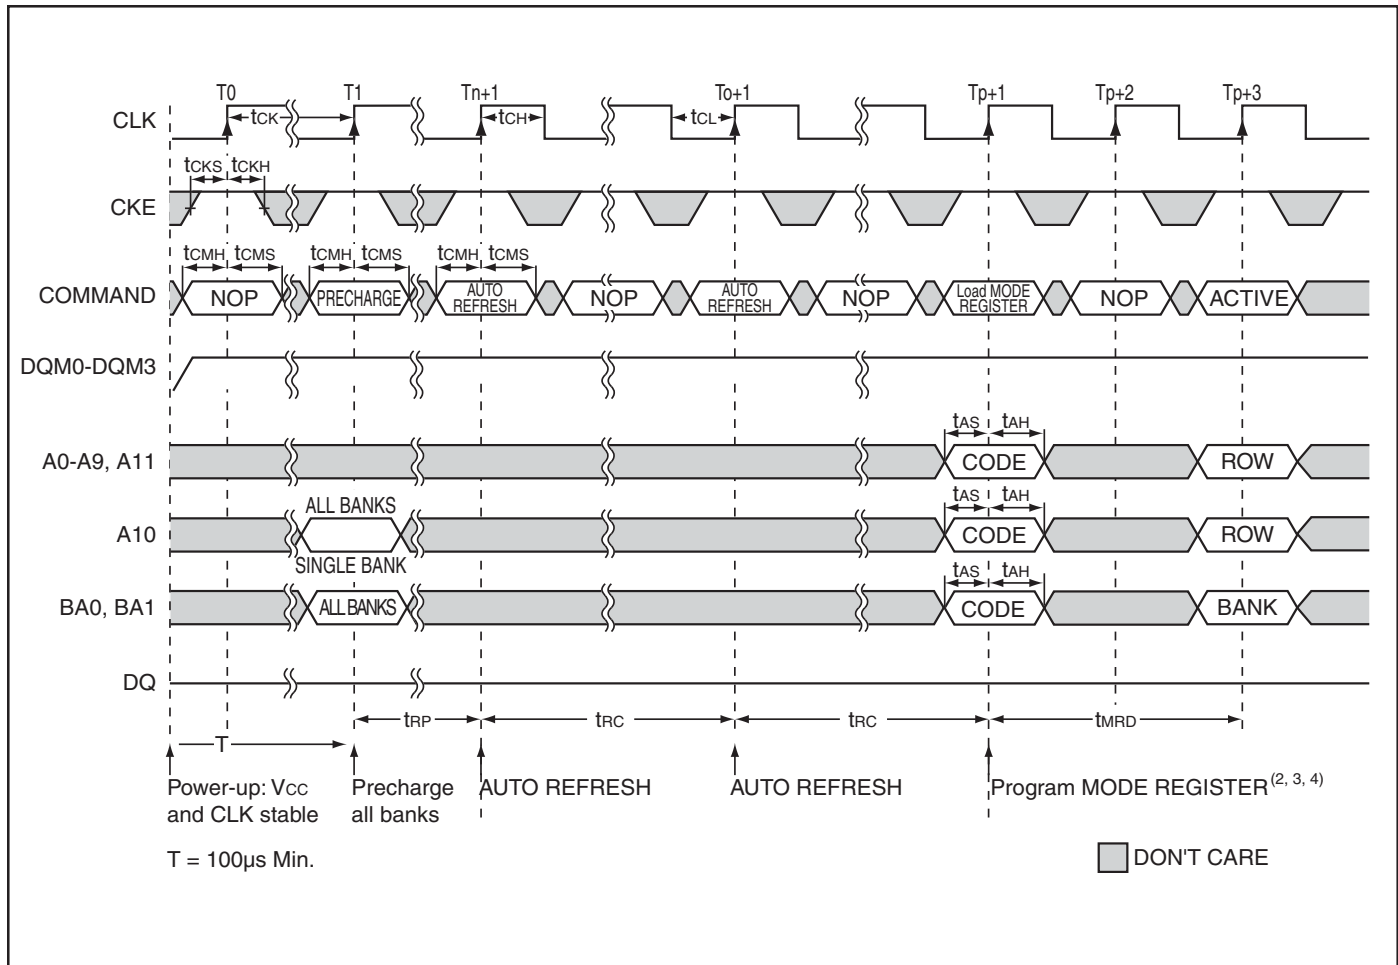 T0 T1 Tn+1 To+1 Tp+1 Tp+2 Tp+3
CLK tCK tCH tCL
tCKS tCKH
CKE
tCMH tCMS tCMH tCMS tCMH tCMS
COMMAND NOP PRECHARGE AUTO REFRESH NOP AUTO REFRESH NOP Load MODE REGISTER NOP ACTIVE
DQM0-DQM3
tAS tAH
A0-A9, A11 CODE ROW
ALL BANKS tAS tAH
A10 CODE ROW
SINGLE BANK tAS tAH
BA0, BA1 ALL BANKS CODE BANK
DQ
tRP tRC tRC tMRD
T
Power-up: VCC Precharge AUTO REFRESH AUTO REFRESH Program MODE REGISTER(2, 3, 4)
and CLK stable all banks
T = 100µs Min. DON'T CARE